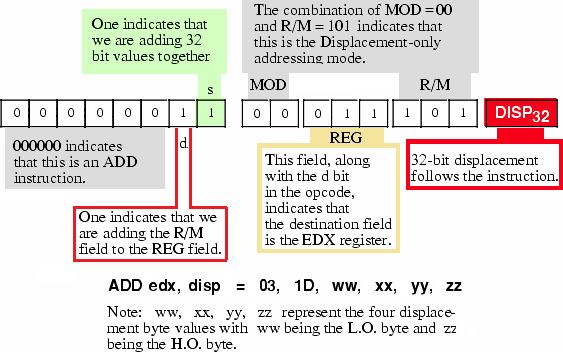 One indicates that
we are adding 32
bit values together
The combination of MOD = 00
and R/M = 101 indicates that
this is the Displacement-only
addressing mode.
s
MOD
R/M
0 0 0 0 0 0 1 1
0 0 0 1 1 1 0 1
DISP32
000000 indicates
that this is an ADD
instruction.
d
REG
This field, along
with the d bit
in the opcode,
indicates that
the destination field
is the EDX register.
32-bit displacement
follows the instruction.
One indicates that we
are adding the R/M
field to the REG field.
ADD edx, disp = 03, 1D, ww, xx, yy, zz
Note: ww, xx, yy, zz represent the four displace-
ment byte values with ww being the L.O. byte and zz
being the H.O. byte.